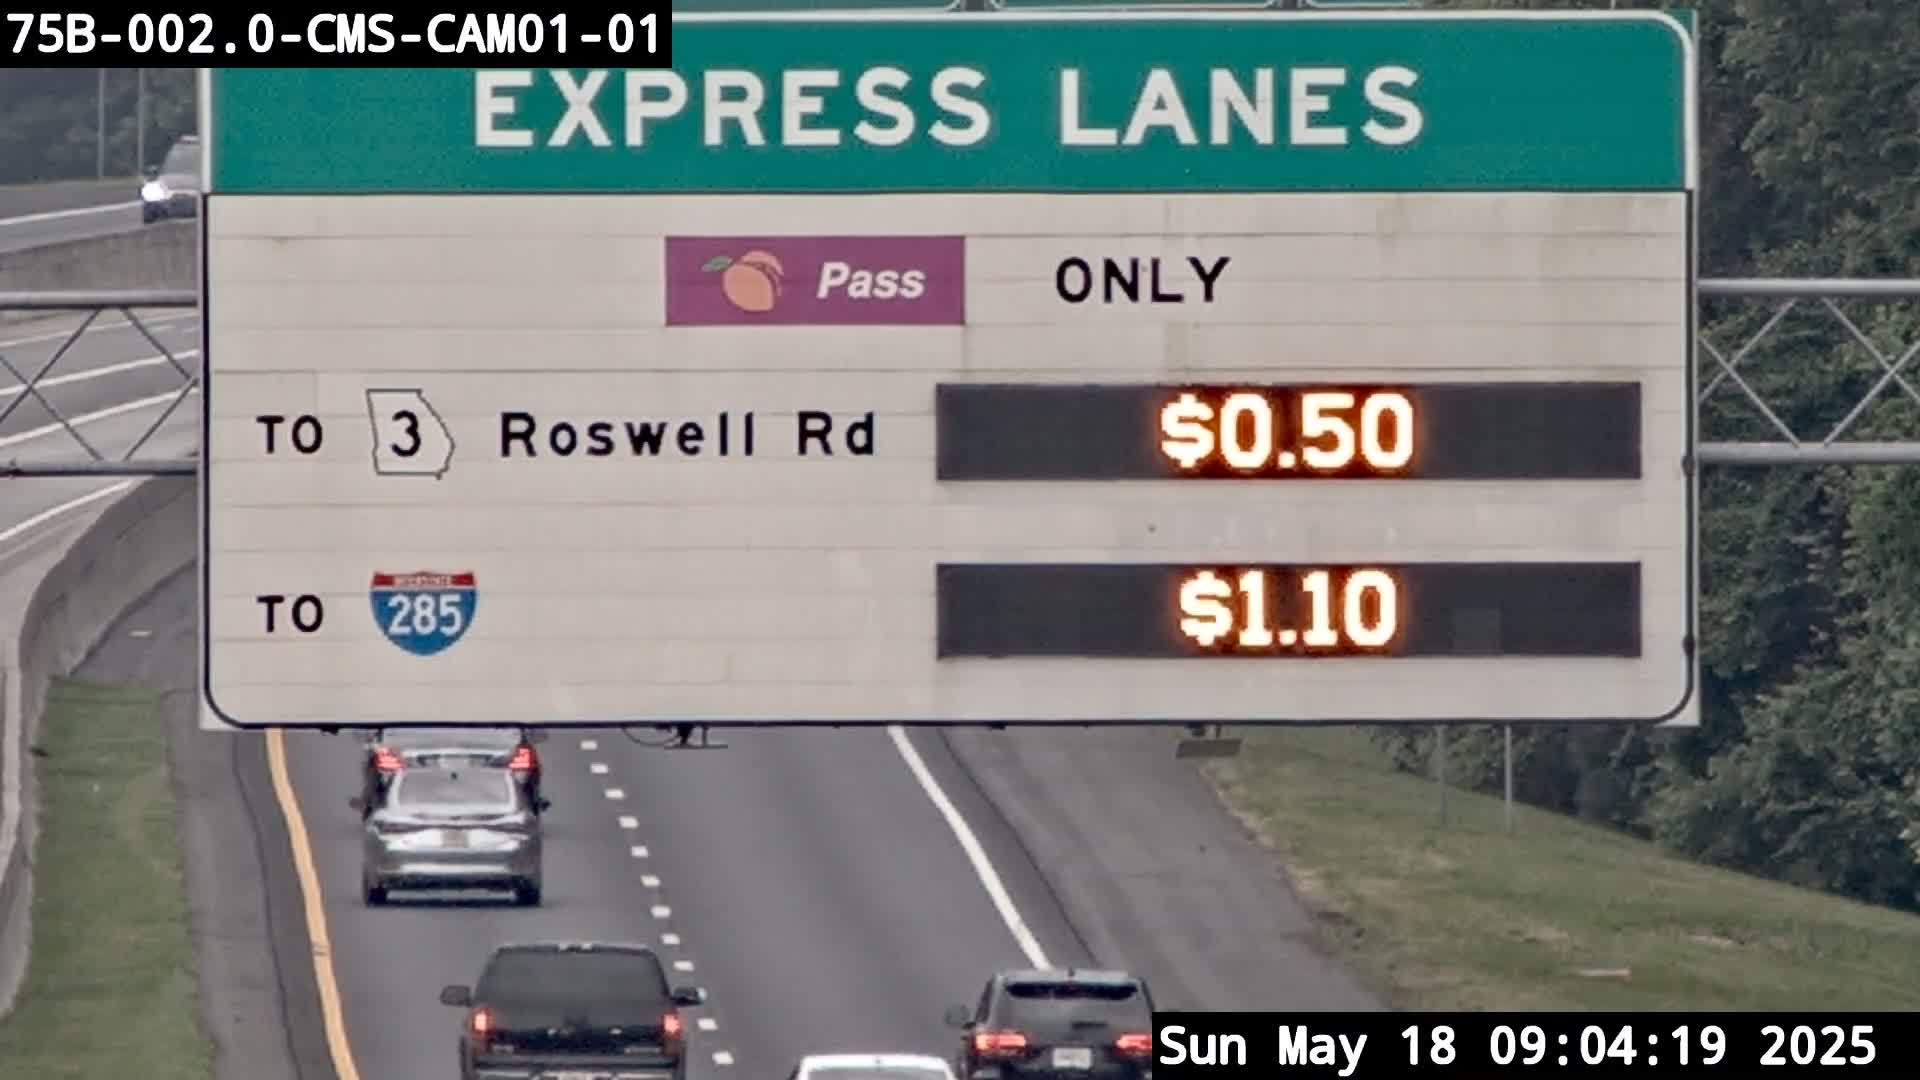 75B-002.0-CMS-CAM01-01
EXPRESS LANES
Pass ONLY
TO 3 Roswell Rd $0.50
TO INTERSTATE 285 $1.10
Sun May 18 09:04:19 2025